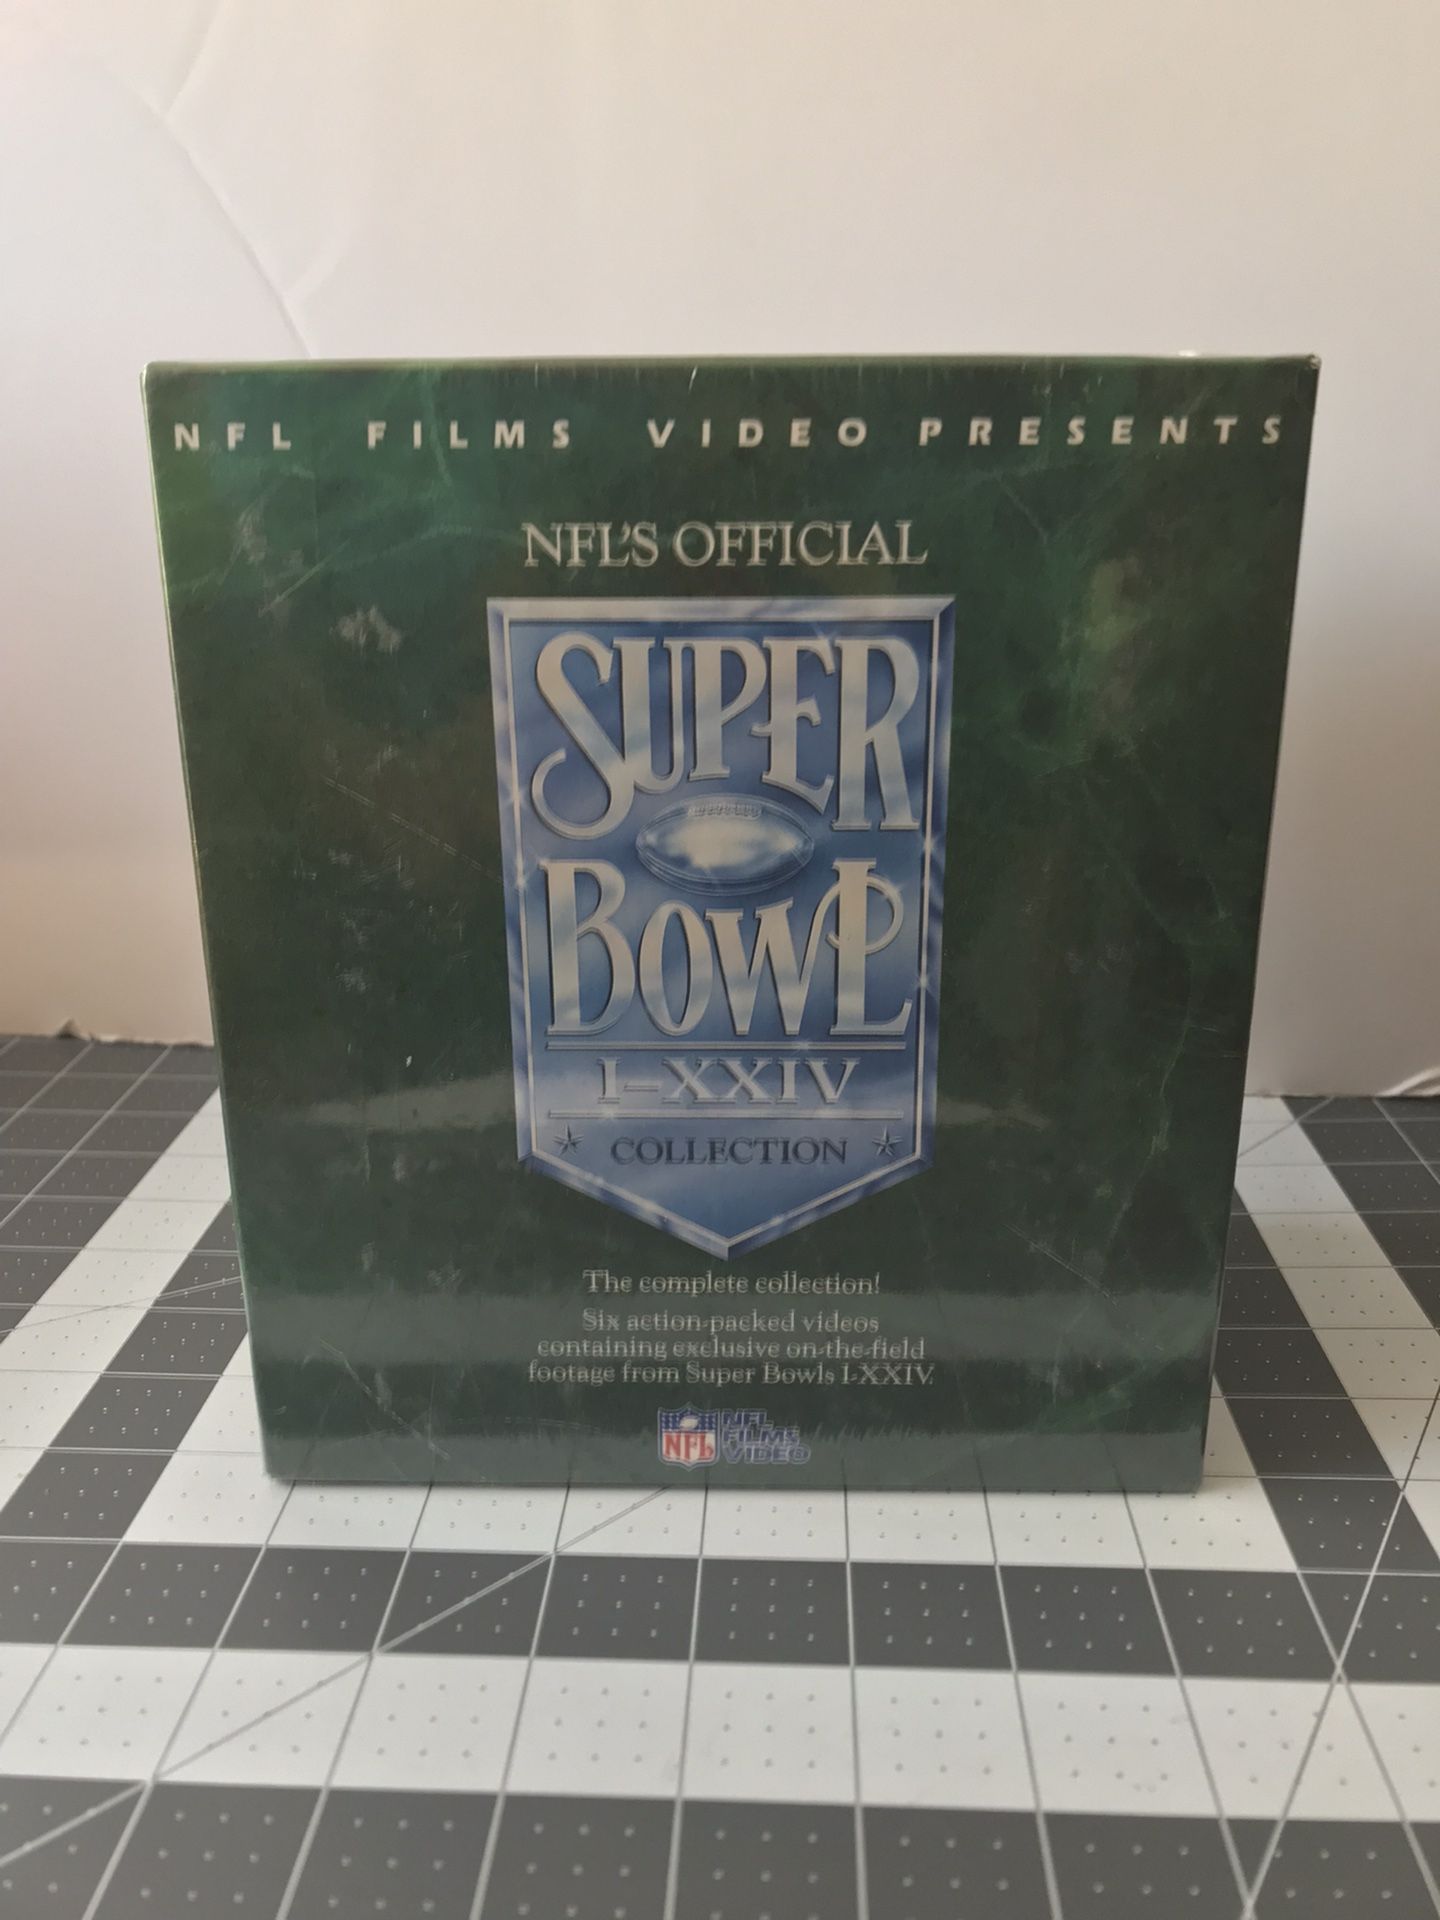 NFL FILMS VIDEO PRESENTS
NFL'S OFFICIAL
SUPER
BOWL
I–XXIV
COLLECTION
The complete collection!
Six action-packed videos
containing exclusive on-the-field
footage from Super Bowls I-XXIV.
NFL
NFL
FILMS
VIDEO